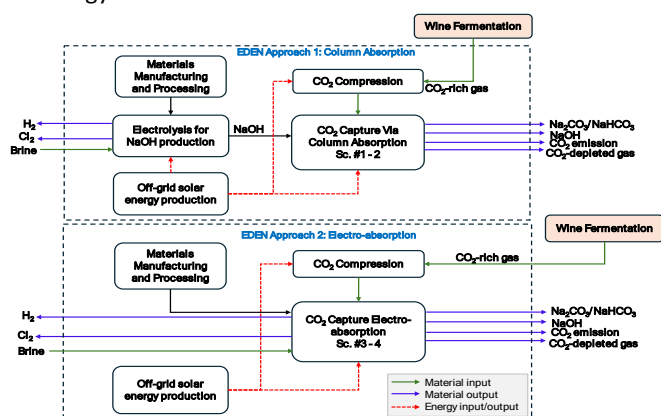 Wine Fermentation
EDEN Approach 1: Column Absorption
Materials
Manufacturing
and Processing
CO₂ Compression
CO₂-rich gas
H₂
Cl₂
Brine
Electrolysis for
NaOH production
NaOH
CO₂ Capture Via
Column Absorption
Sc. #1 - 2
Na₂CO₃/NaHCO₃
NaOH
CO₂ emission
CO₂-depleted gas
Off-grid solar
energy production
Wine Fermentation
EDEN Approach 2: Electro-absorption
Materials
Manufacturing
and Processing
CO₂ Compression
CO₂-rich gas
H₂
Cl₂
Brine
CO₂ Capture Electro-
absorption
Sc. #3 - 4
Na₂CO₃/NaHCO₃
NaOH
CO₂ emission
CO₂-depleted gas
Off-grid solar
energy production
Material input
Material output
Energy input/output